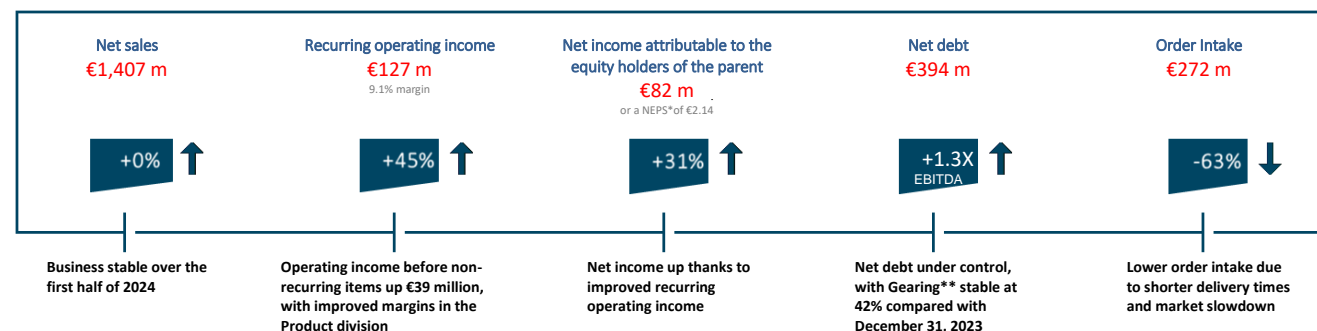 Net sales
€1,407 m
+0%
Business stable over the
first half of 2024
Recurring operating income
€127 m
9.1% margin
+45%
Operating income before non-
recurring items up €39 million,
with improved margins in the
Product division
Net income attributable to the
equity holders of the parent
€82 m
or a NEPS*of €2.14
+31%
Net income up thanks to
improved recurring
operating income
Net debt
€394 m
+1.3X
EBITDA
Net debt under control,
with Gearing** stable at
42% compared with
December 31, 2023
Order Intake
€272 m
-63%
Lower order intake due
to shorter delivery times
and market slowdown